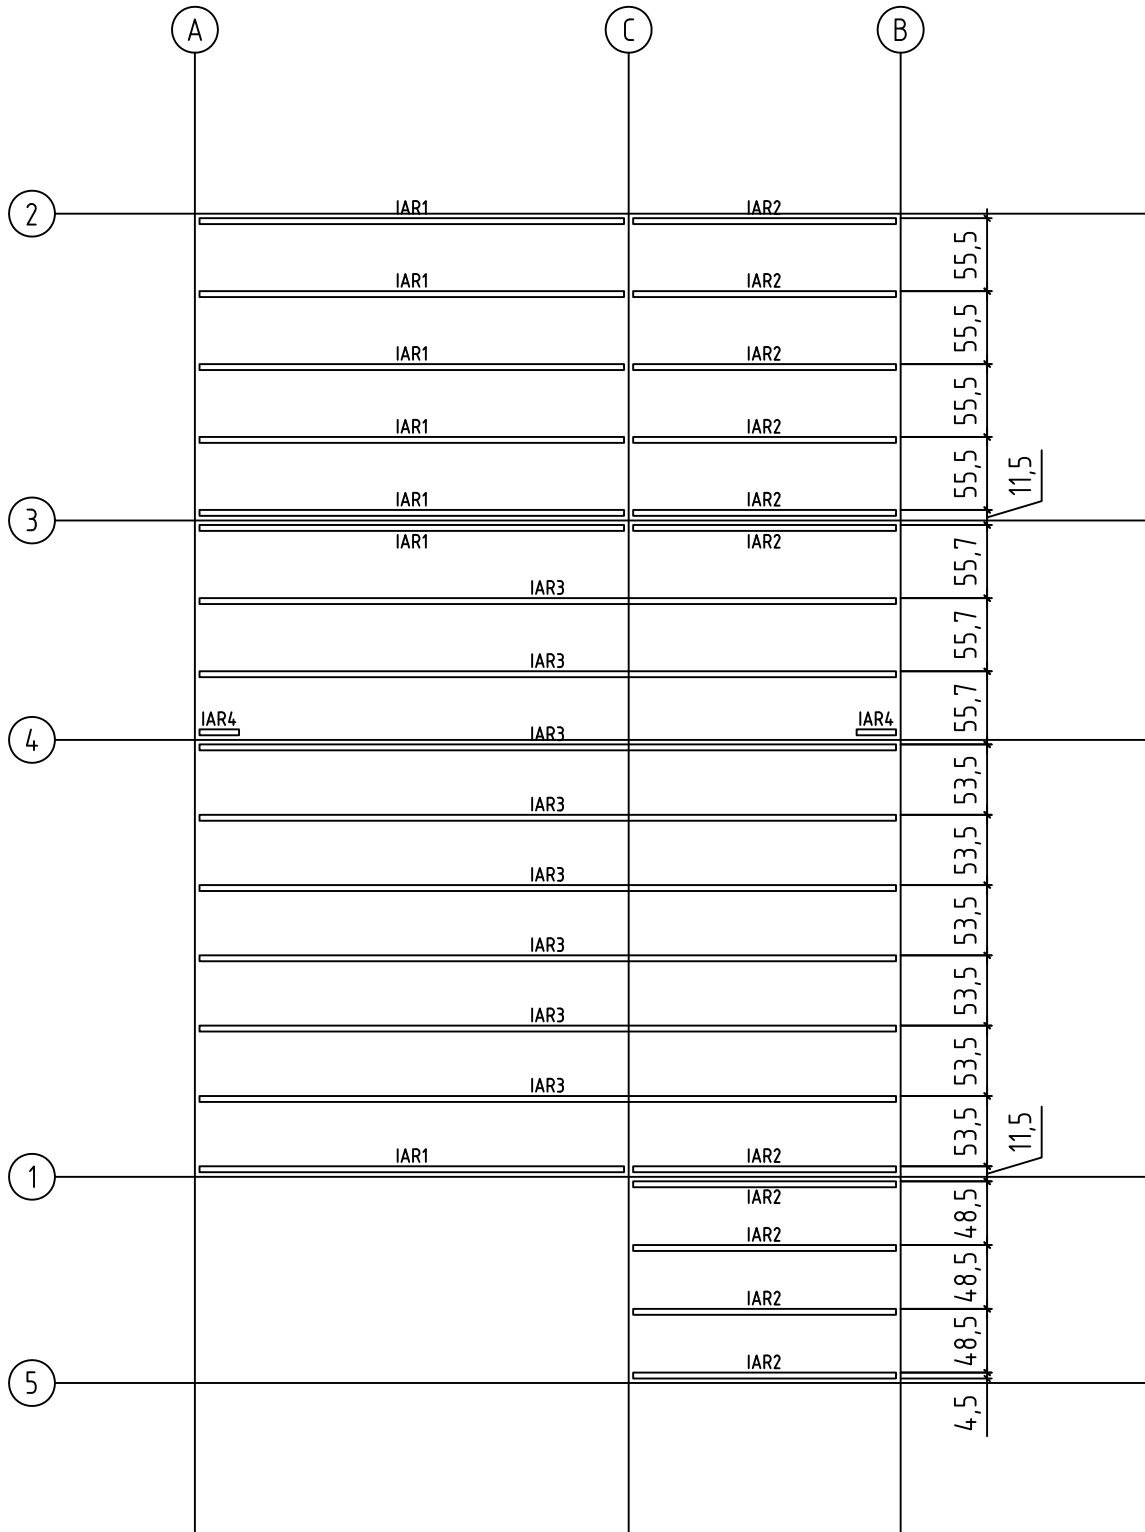 A C B
2 IAR1 IAR2
55,5
IAR1 IAR2
55,5
IAR1 IAR2
55,5
IAR1 IAR2
55,5
11,5
IAR1 IAR2
3
IAR1 IAR2
55,7
IAR3
55,7
IAR3
55,7
IAR4 IAR4
4 IAR3
53,5
IAR3
53,5
IAR3
53,5
IAR3
53,5
IAR3
53,5
IAR3
53,5
11,5
IAR1 IAR2
1
IAR2
48,5
IAR2
48,5
IAR2
48,5
IAR2
5
4,5